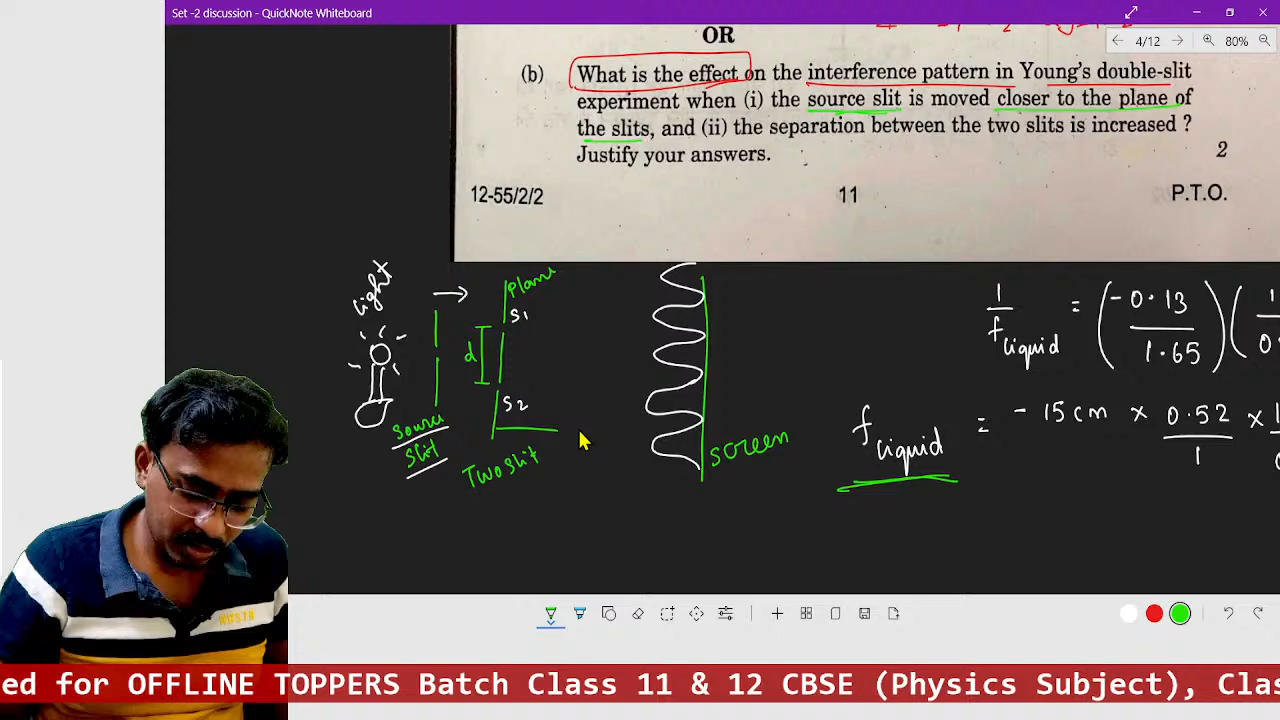 Set -2 discussion - QuickNote Whiteboard
4/12
80%
OR
(b) What is the effect on the interference pattern in Young's double-slit
experiment when (i) the source slit is moved closer to the plane of
the slits, and (ii) the separation between the two slits is increased ?
Justify your answers. 2
12-55/2/2 11 P.T.O.
light
Plane
S1
d
S2
Source
Slit
Two slit
screen
1/f liquid = (-0.13/1.65)(
f liquid = -15 cm × 0.52/1 ×
ed for OFFLINE TOPPERS Batch Class 11 & 12 CBSE (Physics Subject), Clas